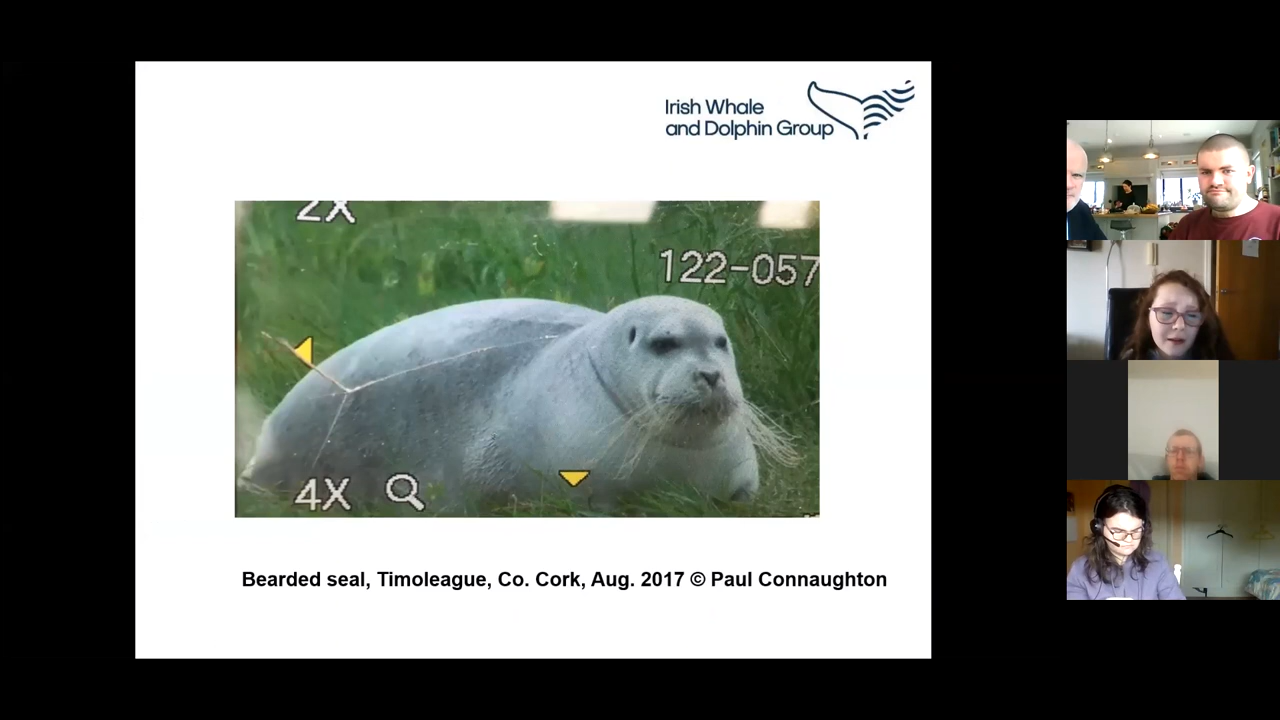 Irish Whale
and Dolphin Group
2X
122-057
4X
Bearded seal, Timoleague, Co. Cork, Aug. 2017 © Paul Connaughton